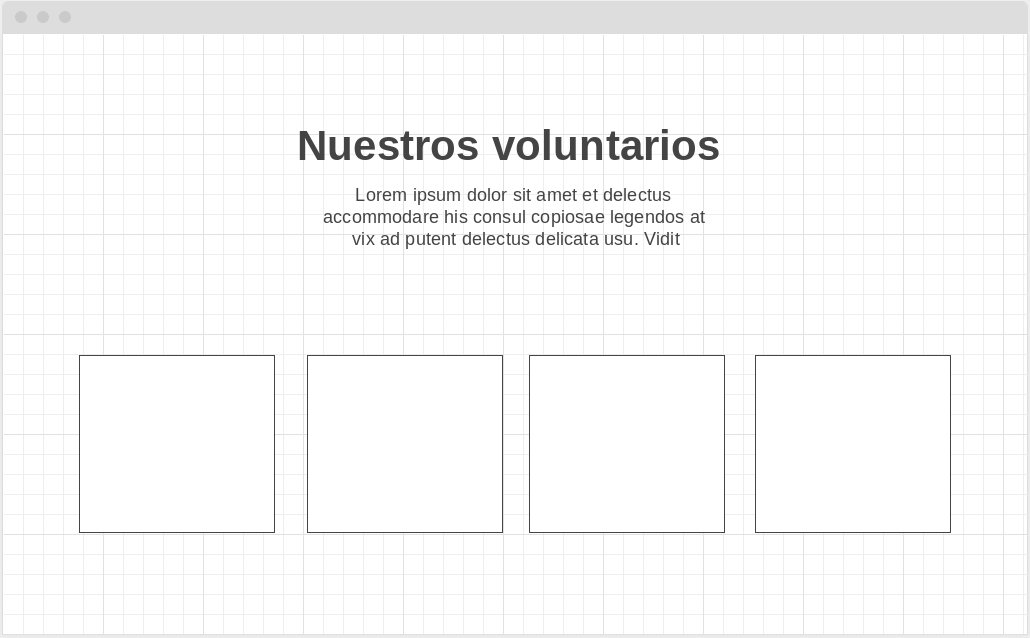 Nuestros voluntarios
Lorem ipsum dolor sit amet et delectus
accommodare his consul copiosae legendos at
vix ad putent delectus delicata usu. Vidit